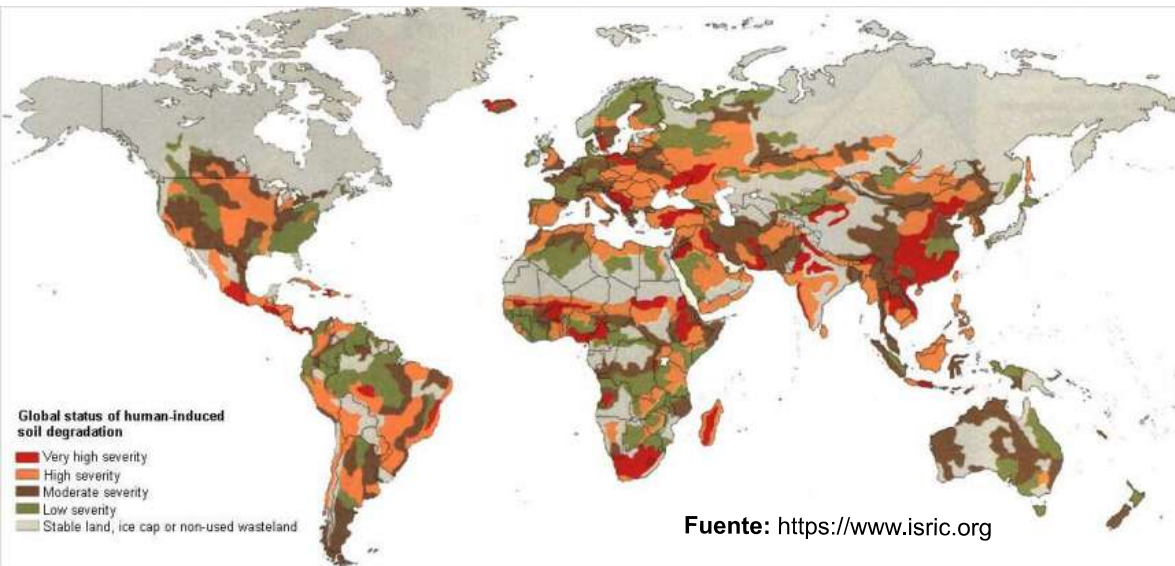 Global status of human-induced
soil degradation
Very high severity
High severity
Moderate severity
Low severity
Stable land, ice cap or non-used wasteland
Fuente: https://www.isric.org